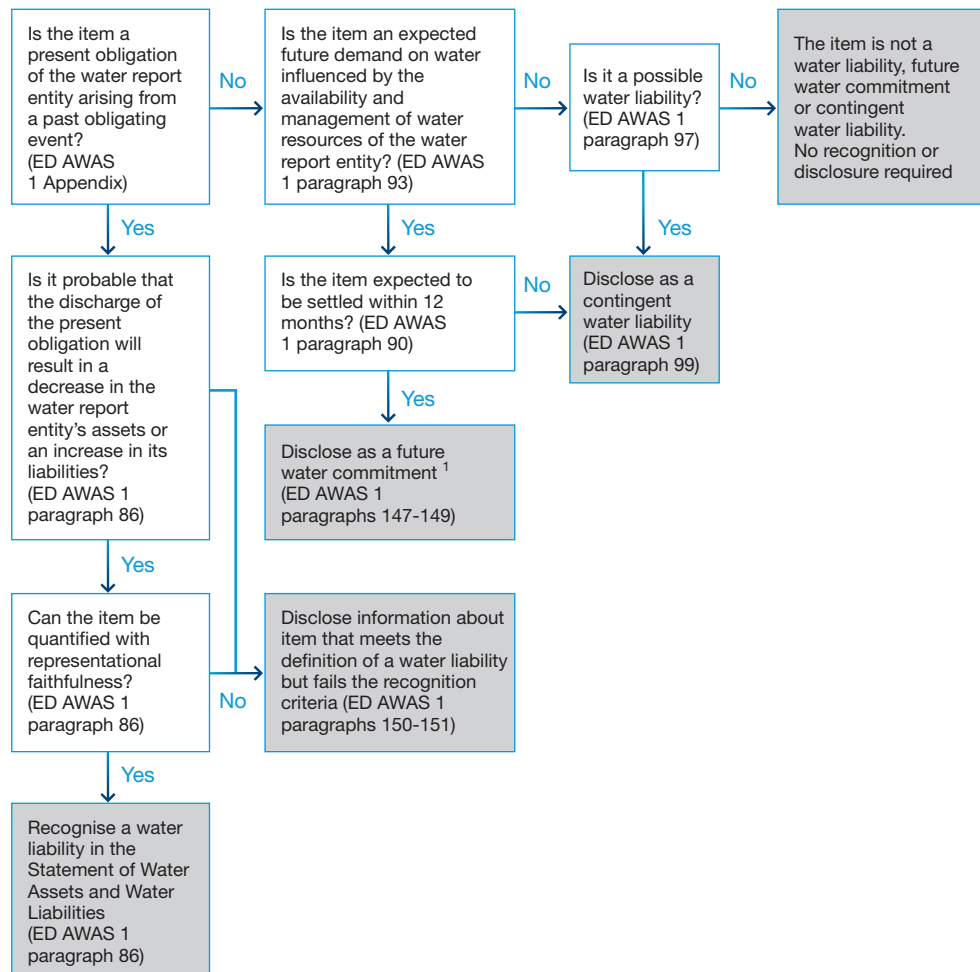 Is the item a
present obligation
of the water report
entity arising from
a past obligating
event?
(ED AWAS
1 Appendix)
No
Is the item an expected
future demand on water
influenced by the
availability and
management of water
resources of the water
report entity? (ED AWAS
1 paragraph 93)
No
Is it a possible
water liability?
(ED AWAS 1
paragraph 97)
No
The item is not a
water liability, future
water commitment
or contingent
water liability.
No recognition or
disclosure required
Yes
Yes
Yes
Is it probable that
the discharge of
the present
obligation will
result in a
decrease in the
water report
entity's assets or
an increase in its
liabilities?
(ED AWAS 1
paragraph 86)
Is the item expected to
be settled within 12
months? (ED AWAS
1 paragraph 90)
No
Disclose as a
contingent
water liability
(ED AWAS 1
paragraph 99)
Yes
Disclose as a future
water commitment 1
(ED AWAS 1
paragraphs 147-149)
Yes
Can the item be
quantified with
representational
faithfulness?
(ED AWAS 1
paragraph 86)
No
Disclose information about
item that meets the
definition of a water liability
but fails the recognition
criteria (ED AWAS 1
paragraphs 150-151)
Yes
Recognise a water
liability in the
Statement of Water
Assets and Water
Liabilities
(ED AWAS 1
paragraph 86)